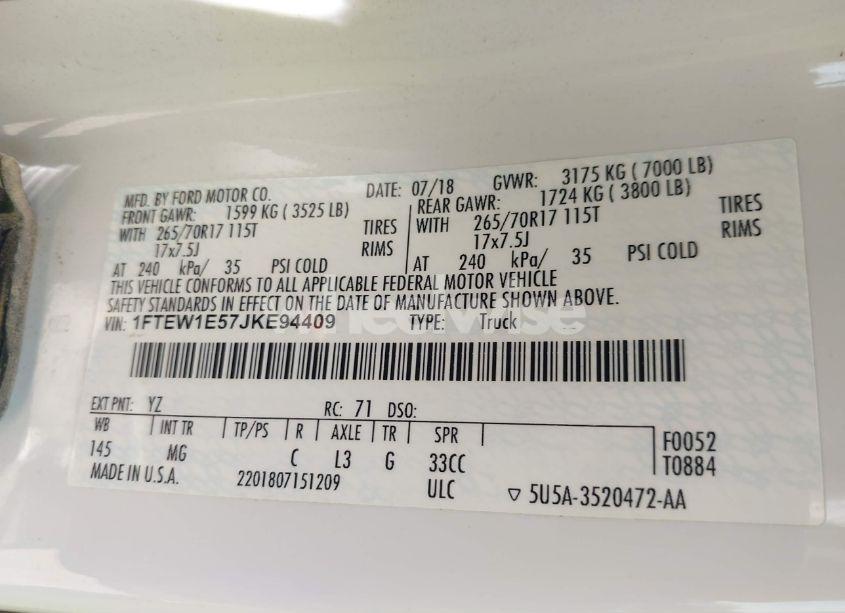 MFD. BY FORD MOTOR CO. DATE: 07/18 GVWR: 3175 KG ( 7000 LB)
FRONT GAWR: 1599 KG ( 3525 LB) REAR GAWR: 1724 KG ( 3800 LB)
WITH 265/70R17 115T TIRES WITH 265/70R17 115T TIRES
17x7.5J RIMS 17x7.5J RIMS
AT 240 kPa/ 35 PSI COLD AT 240 kPa/ 35 PSI COLD
THIS VEHICLE CONFORMS TO ALL APPLICABLE FEDERAL MOTOR VEHICLE
SAFETY STANDARDS IN EFFECT ON THE DATE OF MANUFACTURE SHOWN ABOVE.
VIN: 1FTEW1E57JKE94409 TYPE: Truck
EXT PNT: YZ RC: 71 DSO:
WB INT TR TP/PS R AXLE TR SPR F0052
145 MG C L3 G 33CC T0884
MADE IN U.S.A. 2201807151209 ULC ▽ 5U5A-3520472-AA